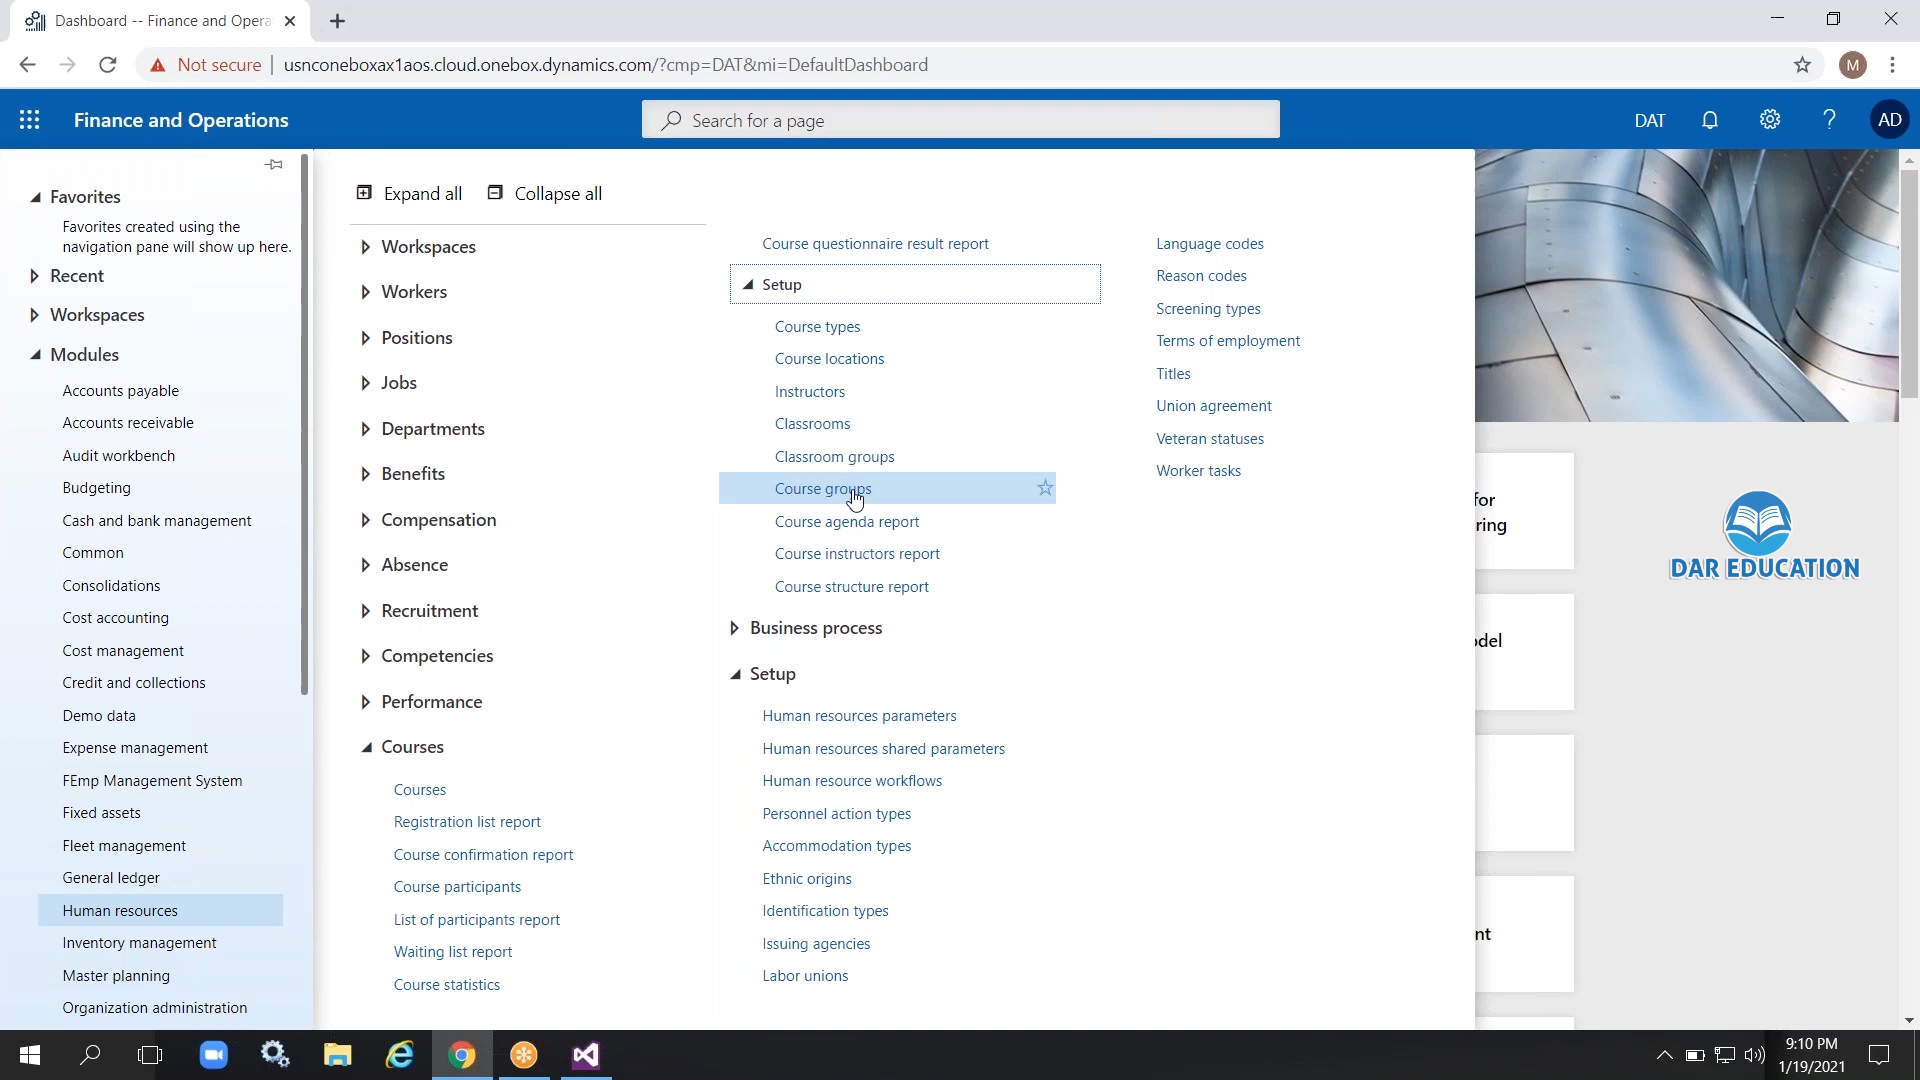 Dashboard -- Finance and Opera
Not secure
usnconeboxax1aos.cloud.onebox.dynamics.com/?cmp=DAT&mi=DefaultDashboard
M
Finance and Operations
Search for a page
DAT
AD
Favorites
Favorites created using the
navigation pane will show up here.
Recent
Workspaces
Modules
Accounts payable
Accounts receivable
Audit workbench
Budgeting
Cash and bank management
Common
Consolidations
Cost accounting
Cost management
Credit and collections
Demo data
Expense management
FEmp Management System
Fixed assets
Fleet management
General ledger
Human resources
Inventory management
Master planning
Organization administration
Expand all
Collapse all
Workspaces
Workers
Positions
Jobs
Departments
Benefits
Compensation
Absence
Recruitment
Competencies
Performance
Courses
Courses
Registration list report
Course confirmation report
Course participants
List of participants report
Waiting list report
Course statistics
Course questionnaire result report
Setup
Course types
Course locations
Instructors
Classrooms
Classroom groups
Course groups
Course agenda report
Course instructors report
Course structure report
Business process
Setup
Human resources parameters
Human resources shared parameters
Human resource workflows
Personnel action types
Accommodation types
Ethnic origins
Identification types
Issuing agencies
Labor unions
Language codes
Reason codes
Screening types
Terms of employment
Titles
Union agreement
Veteran statuses
Worker tasks
for
ring
del
nt
DAR EDUCATION
9:10 PM
1/19/2021